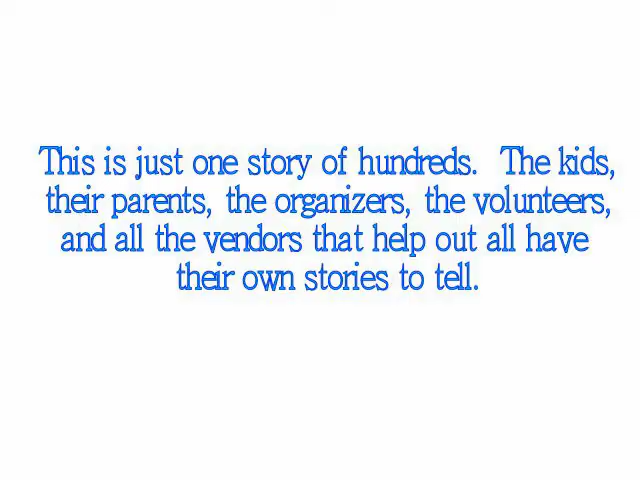 This is just one story of hundreds.  The kids,
their parents, the organizers, the volunteers,
and all the vendors that help out all have
their own stories to tell.